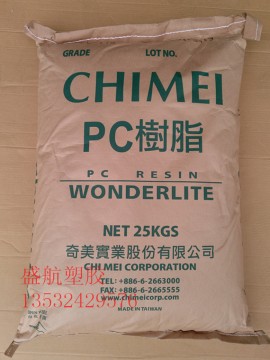 GRADE LOT NO.
CHIMEI
PC樹脂
PC RESIN
WONDERLITE
NET 25KGS
奇美實業股份有限公司
CHI MEI CORPORATION
TEL: +886-6-2663000
FAX: +886-6-2665555
www.chimeicorp.com
MADE IN TAIWAN
盛航塑胶
13532429576